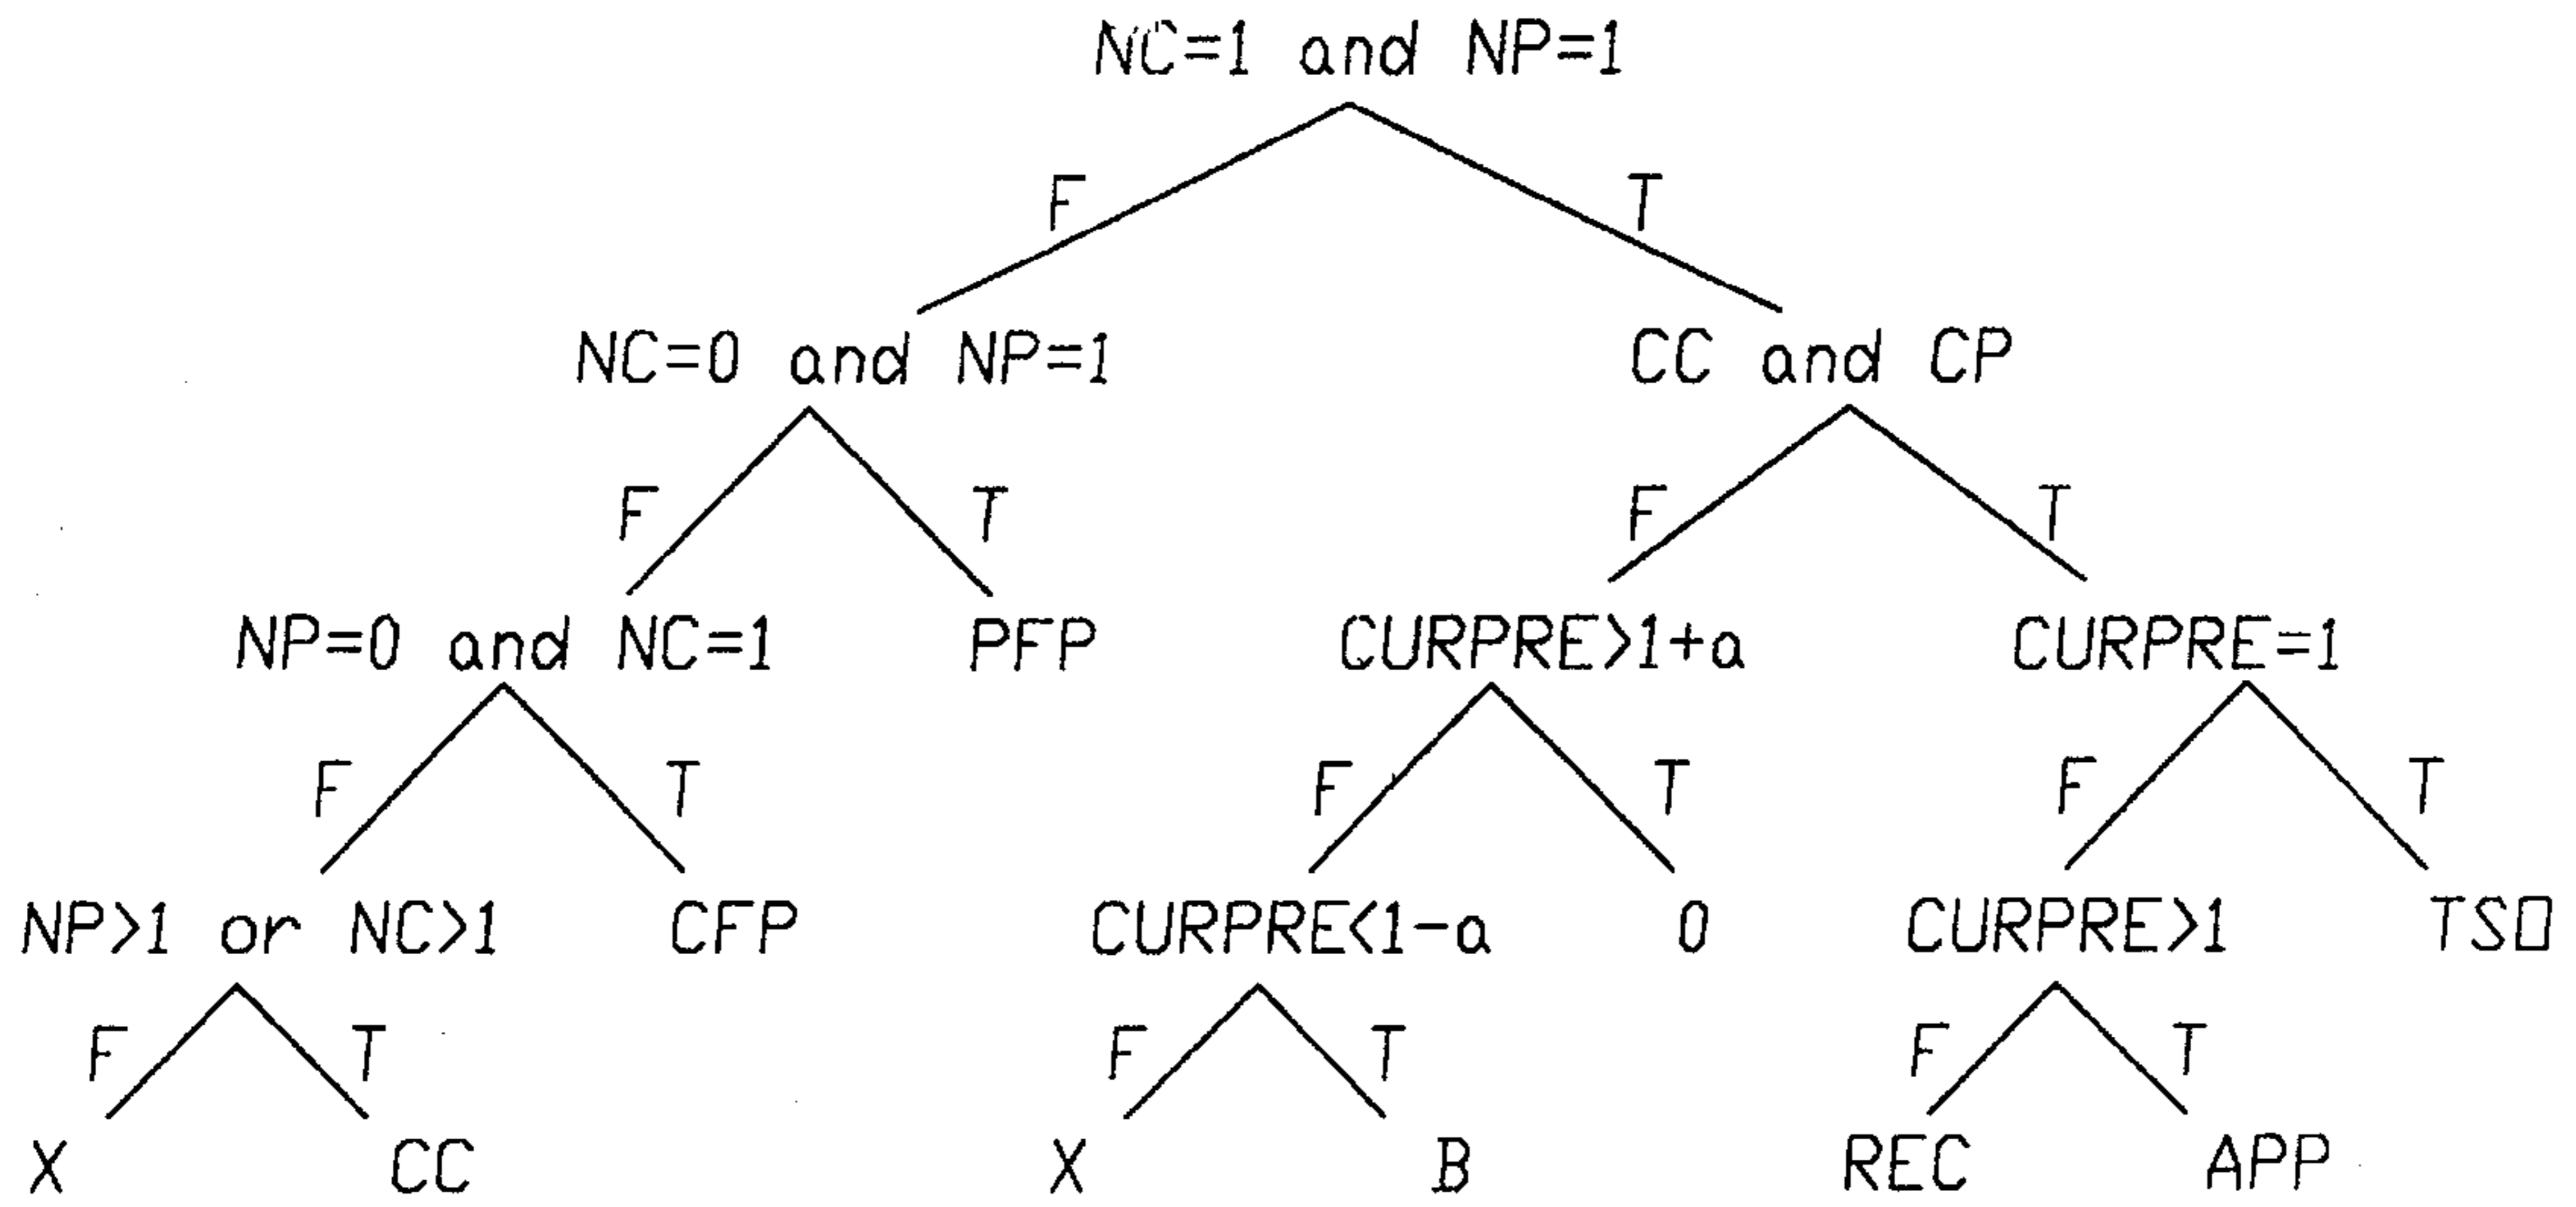 NC=1 and NP=1
F T
NC=0 and NP=1 CC and CP
F T F T
NP=0 and NC=1 PFP CURPRE>1+a CURPRE=1
F T F T F T
NP>1 or NC>1 CFP CURPRE<1-a O CURPRE>1 TSO
F T F T F T
X CC X B REC APP